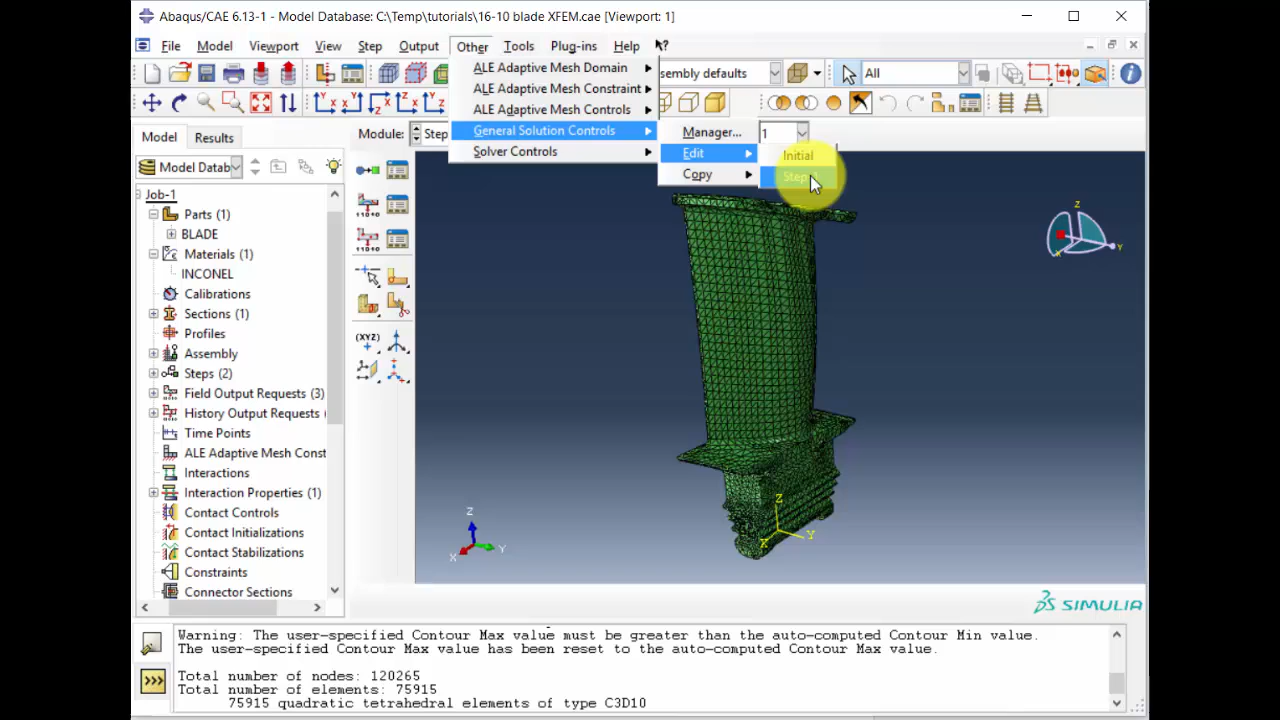 Abaqus/CAE 6.13-1 - Model Database: C:\Temp\tutorials\16-10 blade XFEM.cae [Viewport: 1]
File Model Viewport View Step Output Other Tools Plug-ins Help
ALE Adaptive Mesh Domain
ALE Adaptive Mesh Constraint
ALE Adaptive Mesh Controls
General Solution Controls
Solver Controls
Manager...
Edit
Copy
Initial
sembly defaults
All
Model Results
Module: Step
1
Model Datab
Job-1
Parts (1)
BLADE
Materials (1)
INCONEL
Calibrations
Sections (1)
Profiles
Assembly
Steps (2)
Field Output Requests (3)
History Output Requests (
Time Points
ALE Adaptive Mesh Const
Interactions
Interaction Properties (1)
Contact Controls
Contact Initializations
Contact Stabilizations
Constraints
Connector Sections
(XYZ)
Z
Y
X
Z
Y
X
Z
Y
X
SIMULIA
Warning: The user-specified Contour Max value must be greater than the auto-computed Contour Min value.
The user-specified Contour Max value has been reset to the auto-computed Contour Max value.
Total number of nodes: 120265
Total number of elements: 75915
75915 quadratic tetrahedral elements of type C3D10